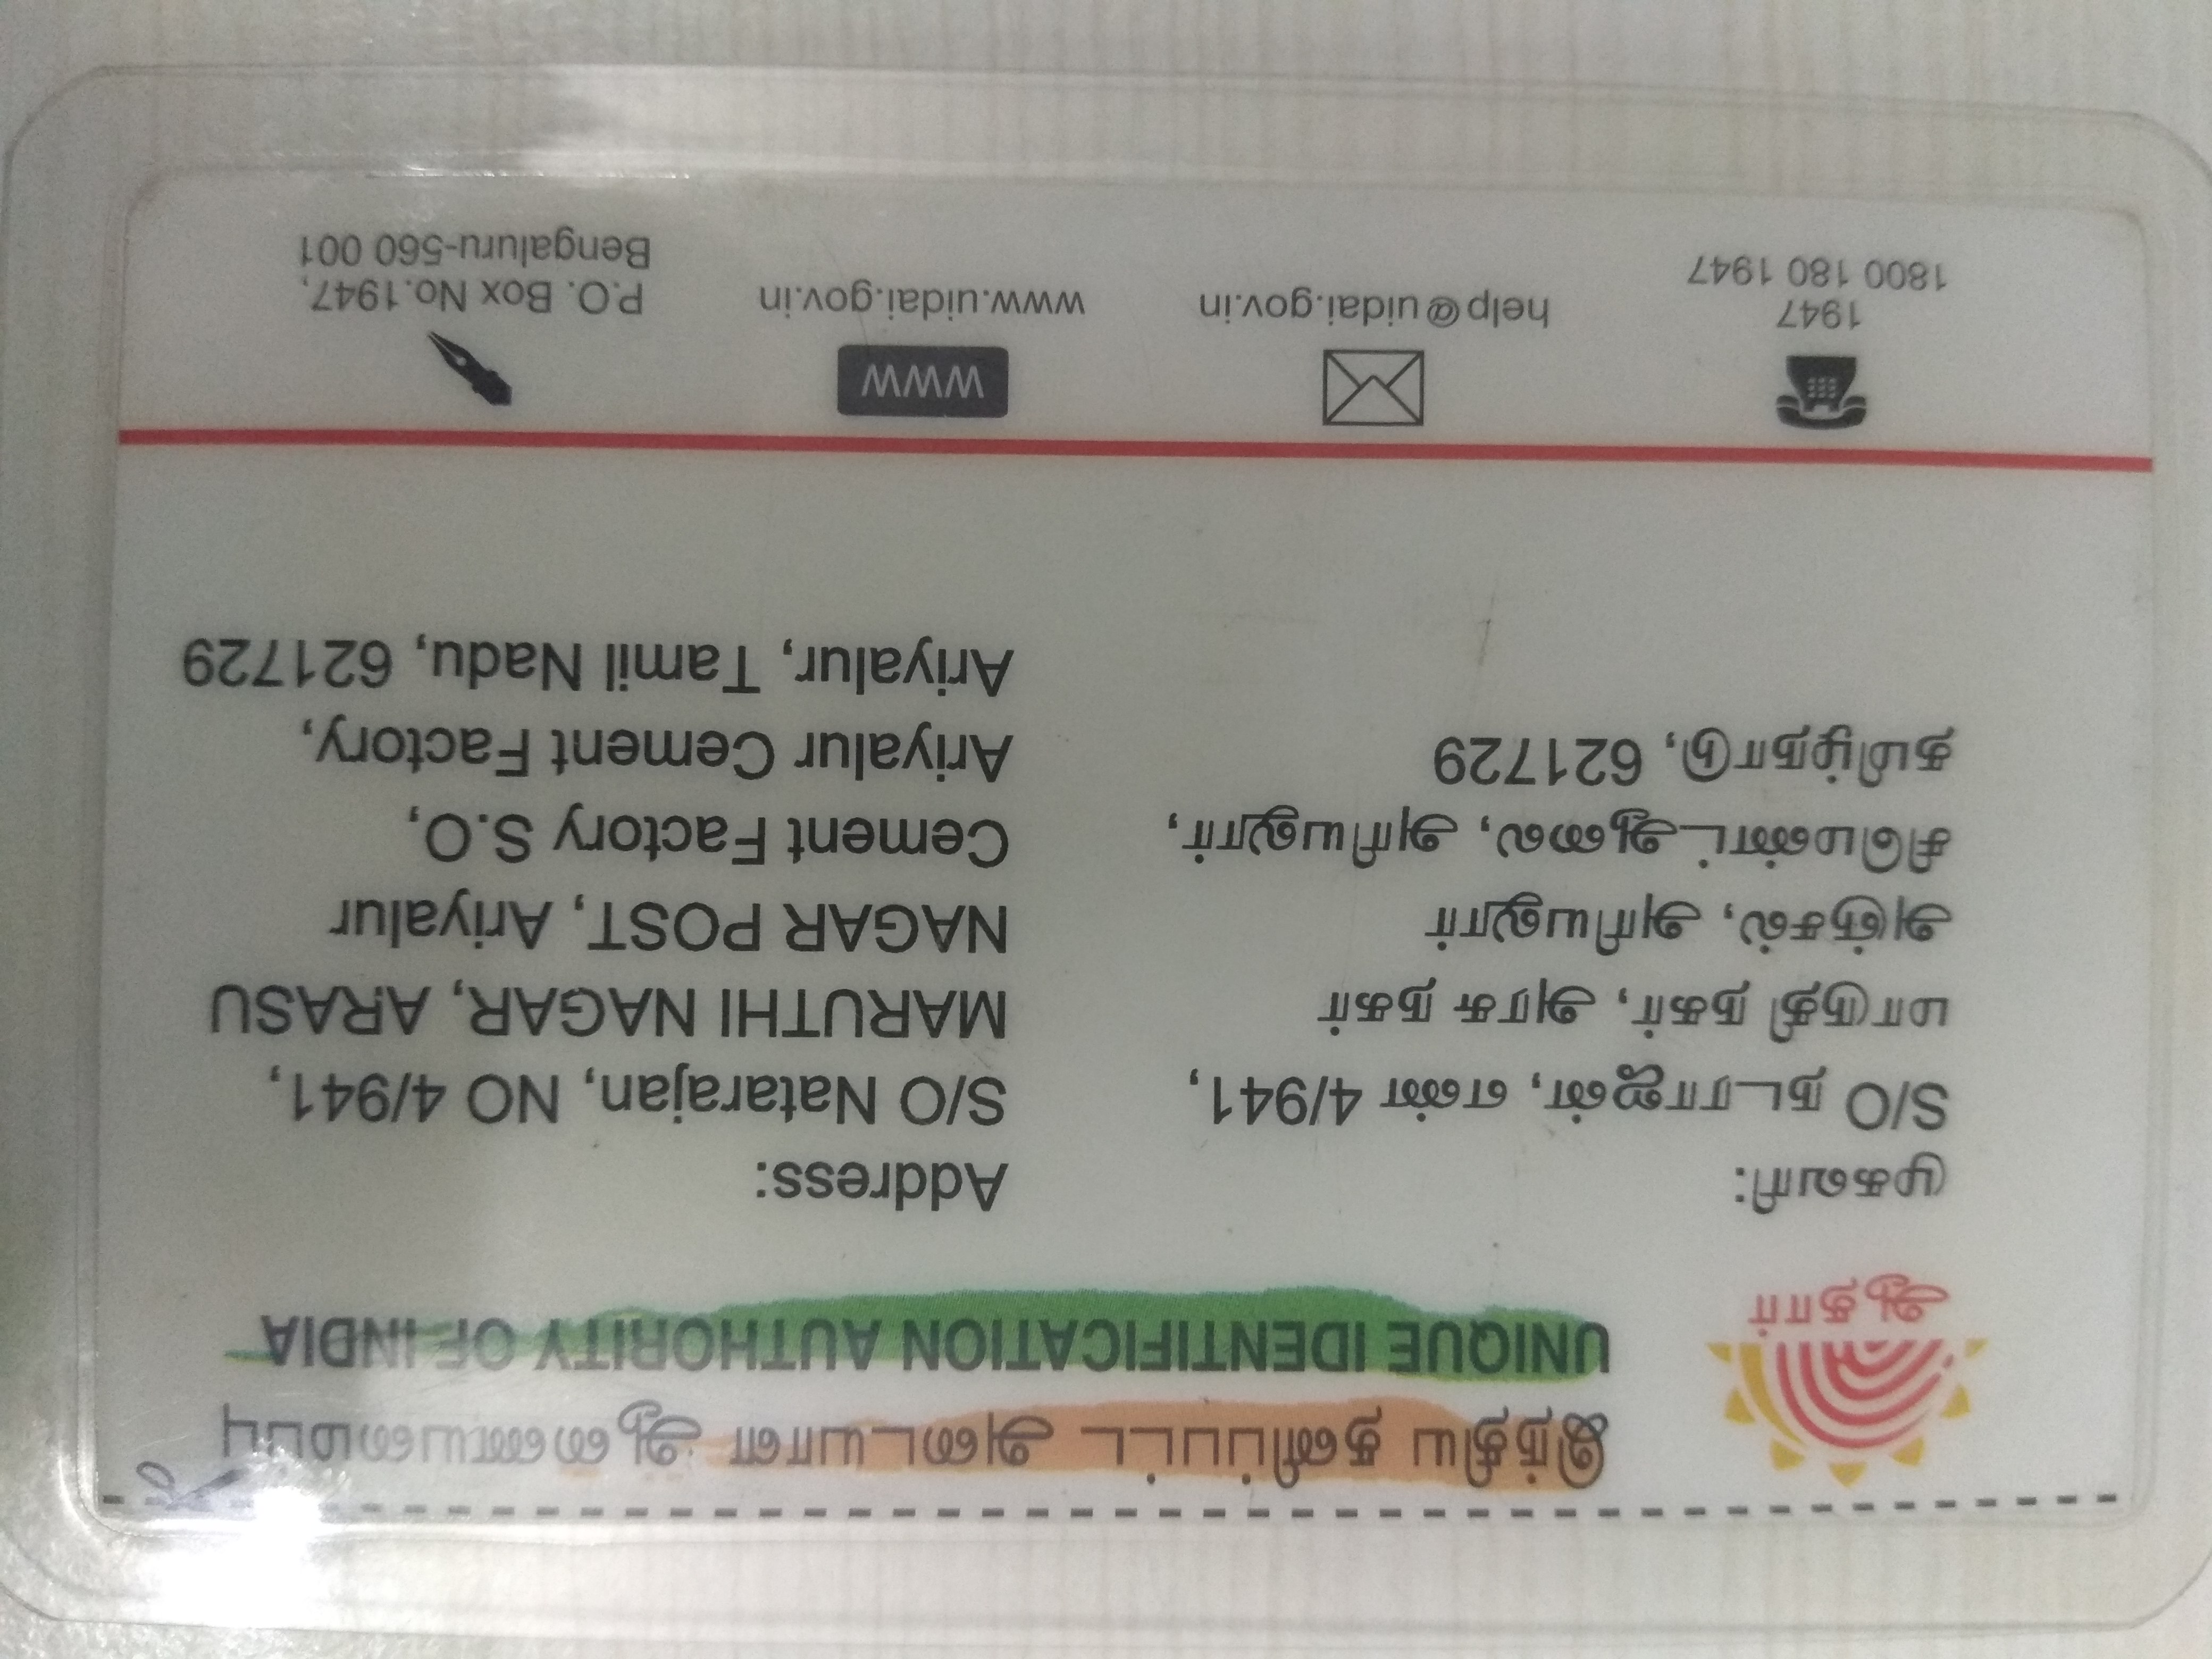 இந்திய தனிப்பட்ட அடையாள ஆணையமைப்பு
UNIQUE IDENTIFICATION AUTHORITY OF INDIA
ஆதார்
முகவரி:
S/O நடராஜன், எண் 4/941,
மாருதி நகர், அரசு நகர்
அஞ்சல், அரியலூர்
சிமெண்ட்ஆலை, அரியலூர்,
தமிழ்நாடு, 621729
Address:
S/O Natarajan, NO 4/941,
MARUTHI NAGAR, ARASU
NAGAR POST, Ariyalur
Cement Factory S.O,
Ariyalur Cement Factory,
Ariyalur, Tamil Nadu, 621729
1947
1800 180 1947
help@uidai.gov.in
WWW
www.uidai.gov.in
P.O. Box No.1947,
Bengaluru-560 001